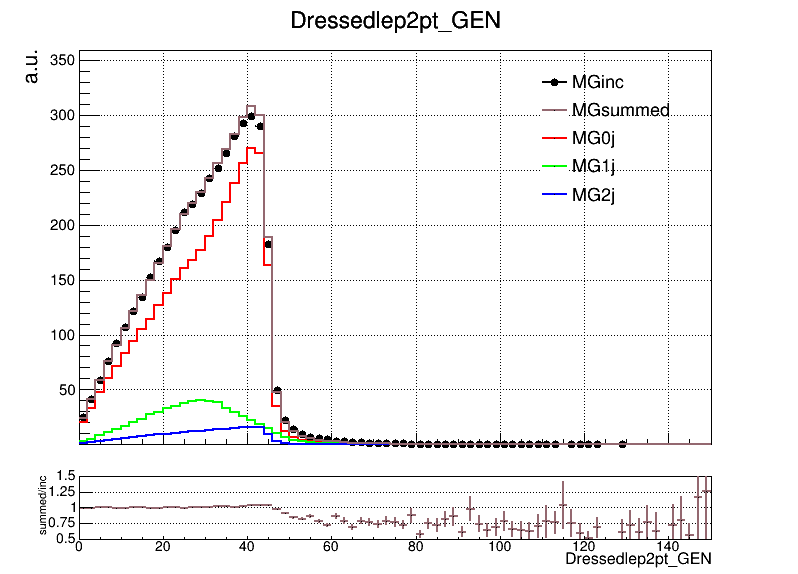 Dressedlep2pt_GEN
a.u.
350
300
250
200
150
100
50
MGinc
MGsummed
MG0j
MG1j
MG2j
summed/inc
1.5
1.25
1
0.75
0.5
0 20 40 60 80 100 120 140
Dressedlep2pt_GEN